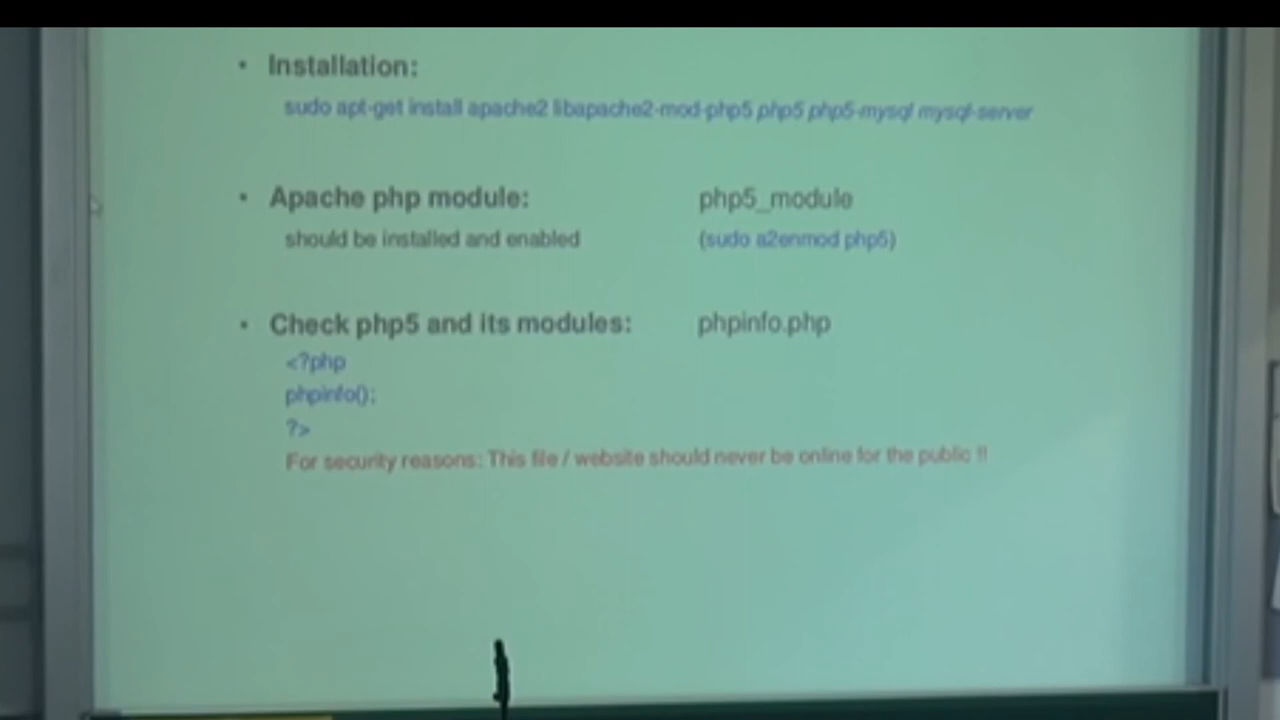 • Installation:
sudo apt-get install apache2 libapache2-mod-php5 php5 php5-mysql mysql-server
• Apache php module: php5_module
should be installed and enabled (sudo a2enmod php5)
• Check php5 and its modules: phpinfo.php
<?php
phpinfo();
?>
For security reasons: This file / website should never be online for the public !!